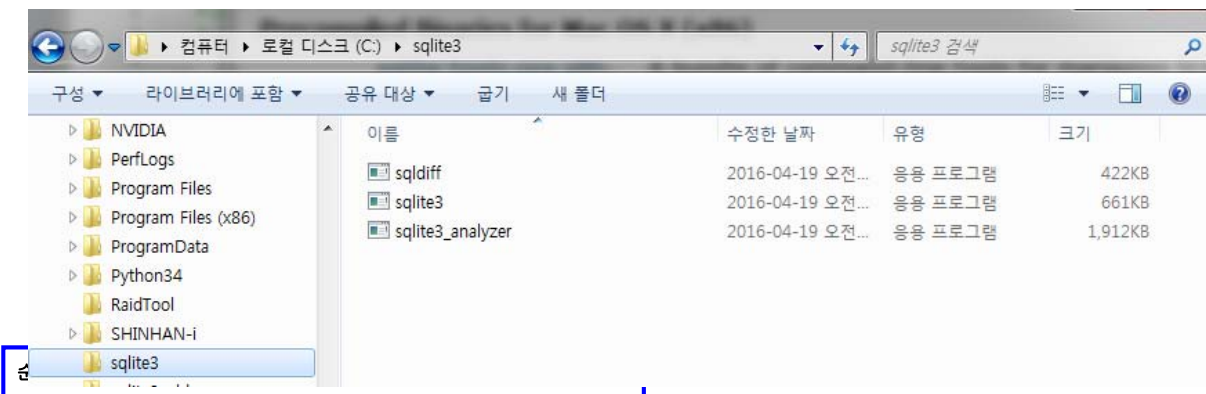 컴퓨터 ▸ 로컬 디스크 (C:) ▸ sqlite3
sqlite3 검색
구성 라이브러리에 포함 공유 대상 굽기 새 폴더
NVIDIA
PerfLogs
Program Files
Program Files (x86)
ProgramData
Python34
RaidTool
SHINHAN-i
sqlite3
이름 수정한 날짜 유형 크기
sqldiff 2016-04-19 오전... 응용 프로그램 422KB
sqlite3 2016-04-19 오전... 응용 프로그램 661KB
sqlite3_analyzer 2016-04-19 오전... 응용 프로그램 1,912KB